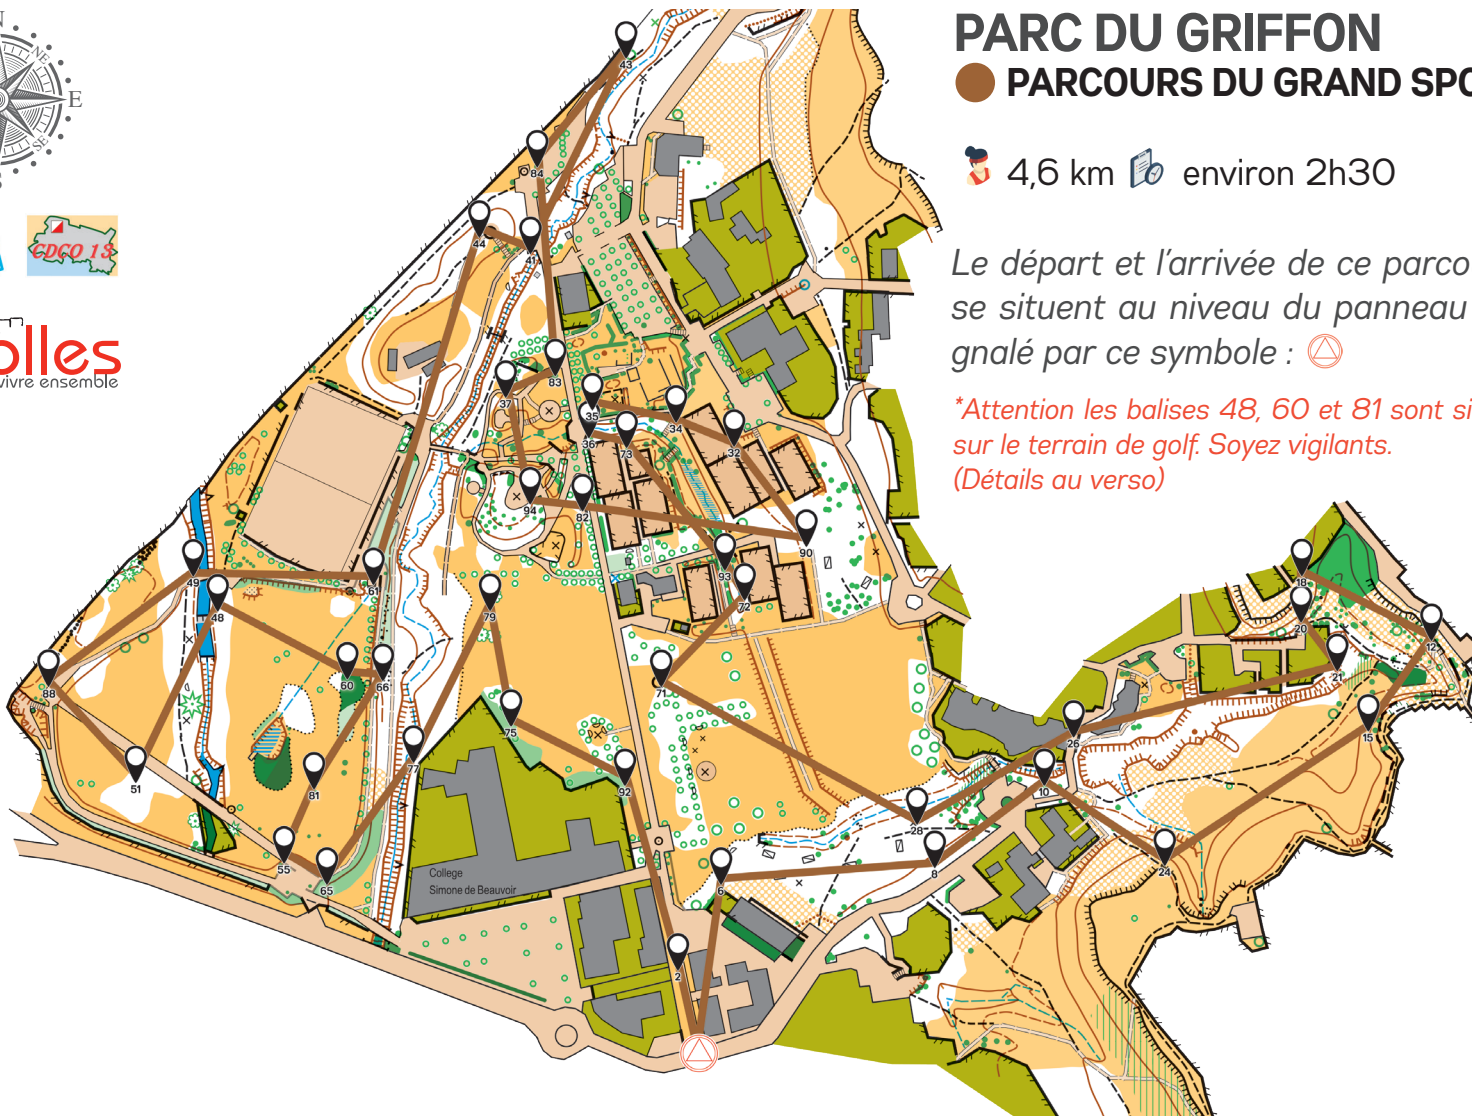 N
NE
E
SE
CDCO 13
olles
vivre ensemble
PARC DU GRIFFON
PARCOURS DU GRAND SPO
4,6 km environ 2h30
Le départ et l'arrivée de ce parco
se situent au niveau du panneau
gnalé par ce symbole :
*Attention les balises 48, 60 et 81 sont si
sur le terrain de golf. Soyez vigilants.
(Détails au verso)
43
84
44
41
83
37
35
34
36
73
32
94
82
90
49
61
48
93
72
79
18
20
12
88
60
66
71
21
75
26
15
77
51
81
92
10
28
55
65
6
8
24
College
Simone de Beauvoir
2